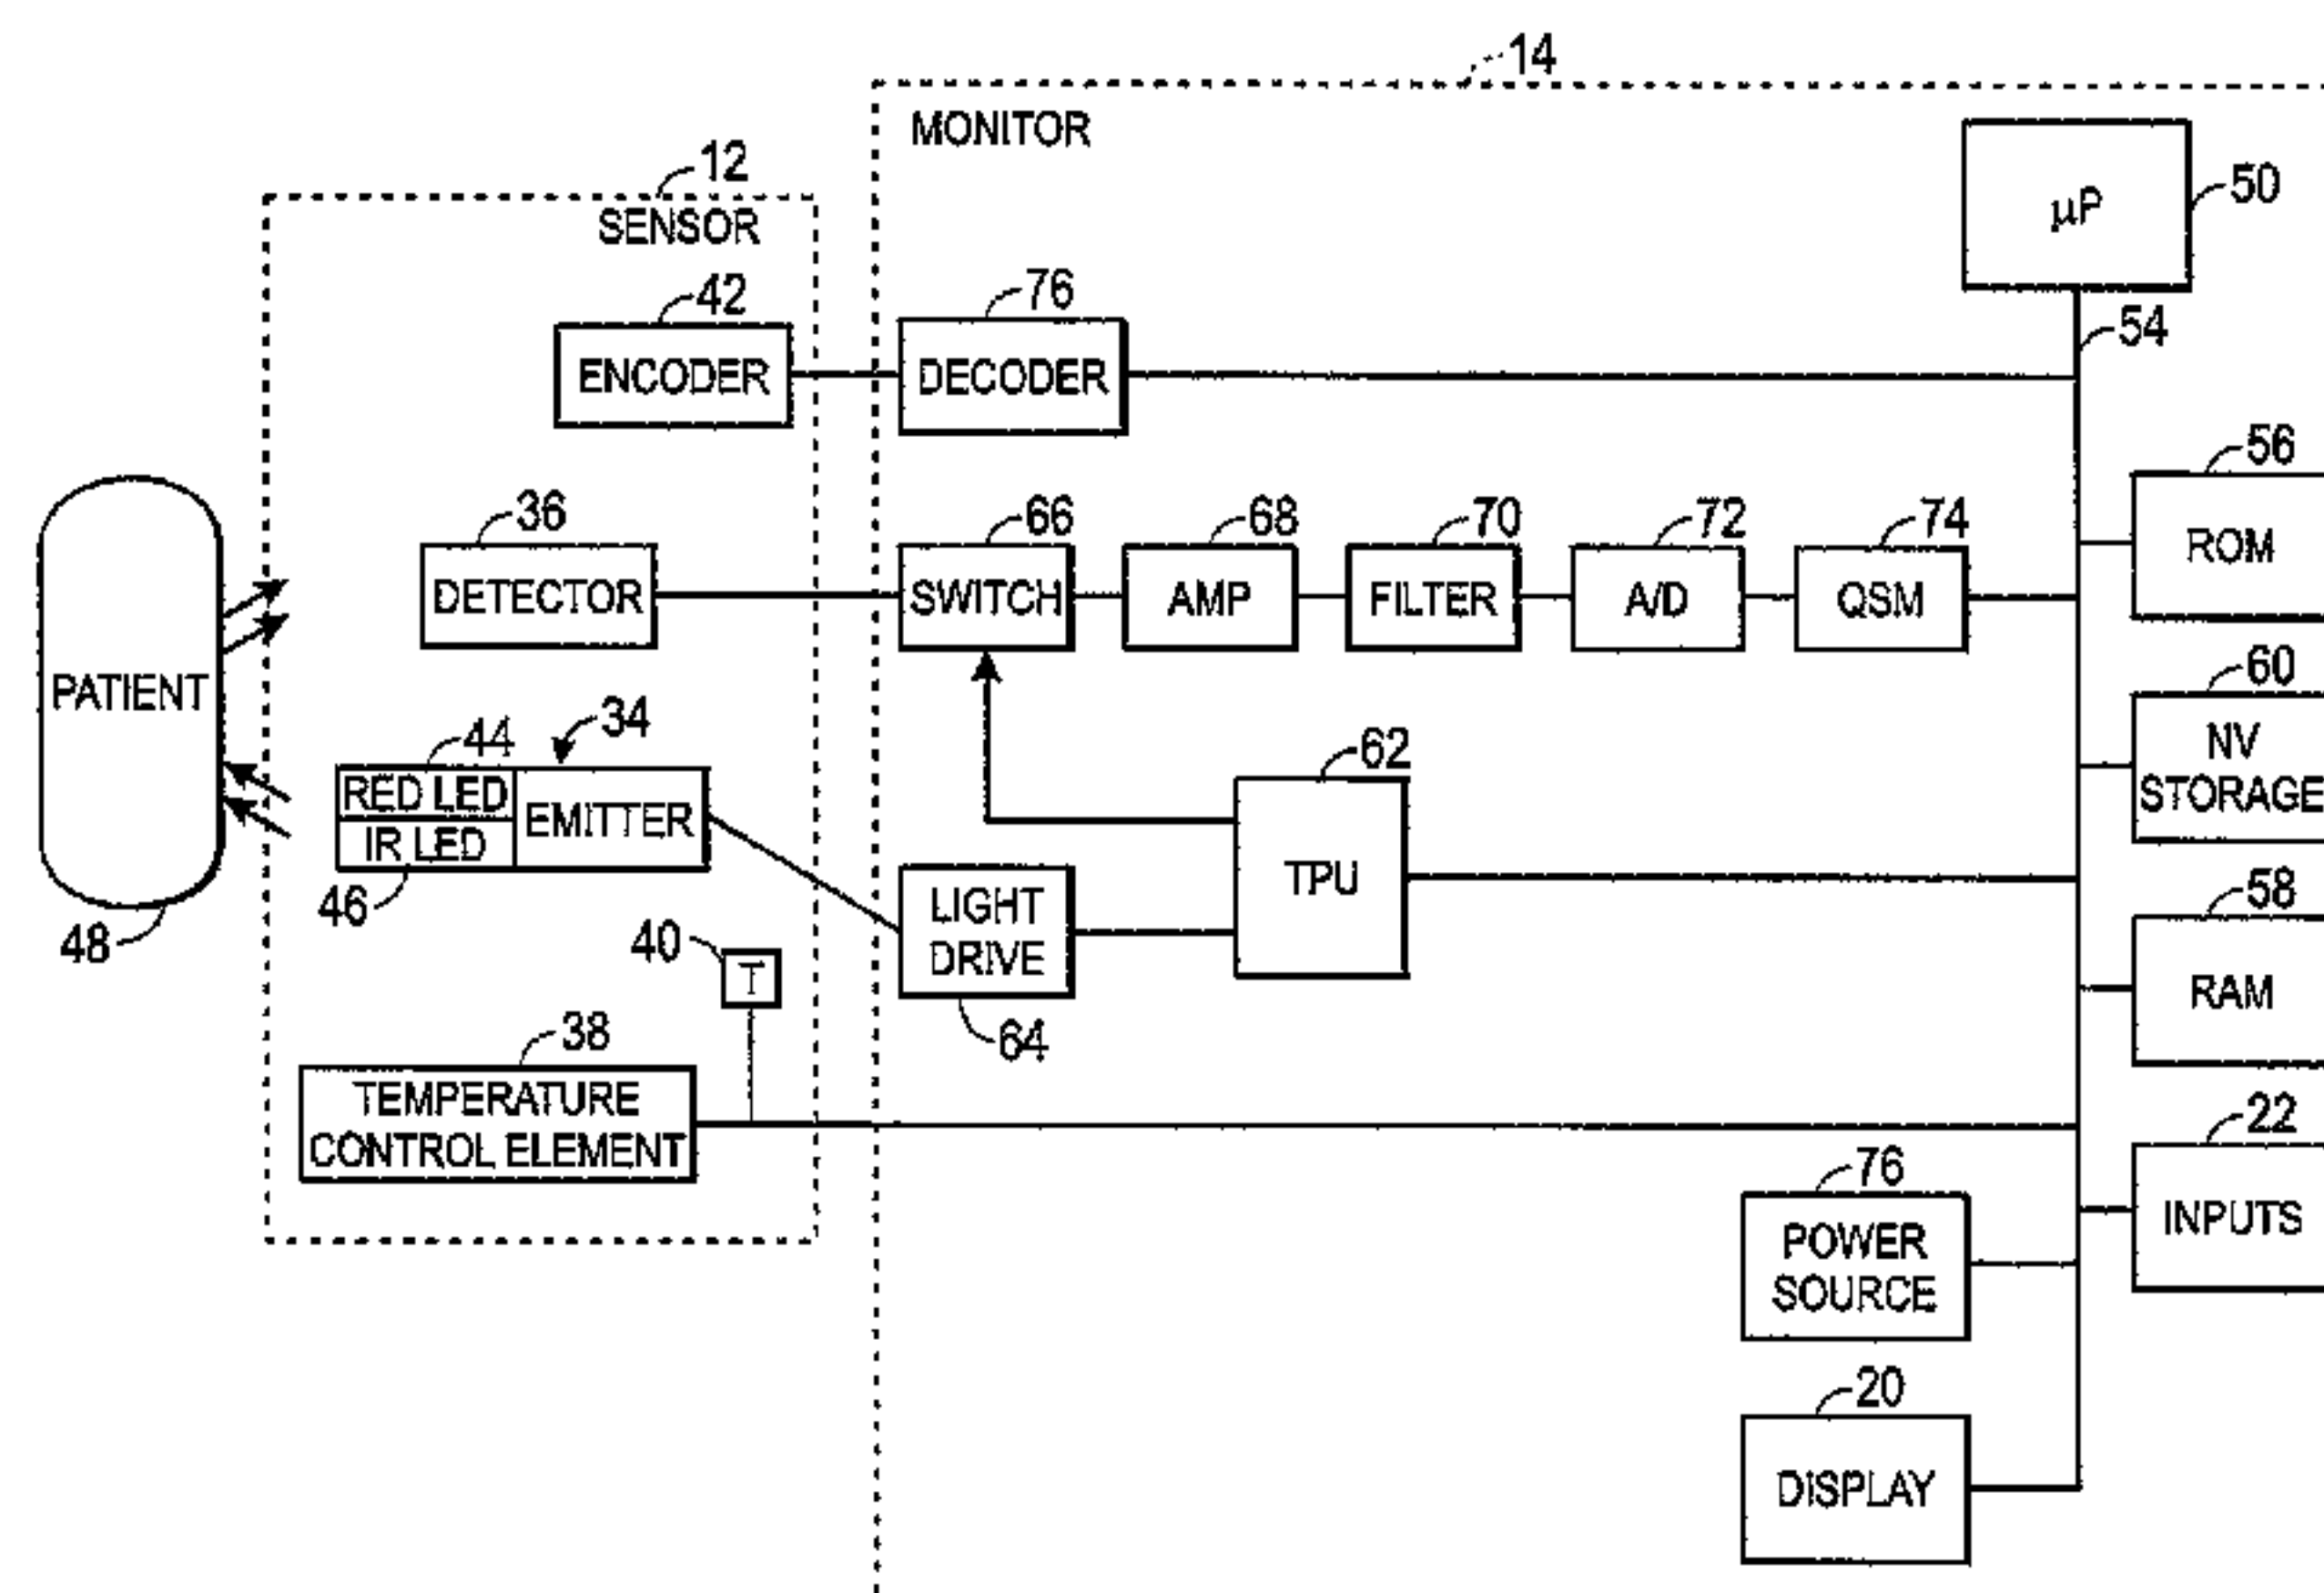 14
MONITOR
12
SENSOR
µP
50
54
42
ENCODER
76
DECODER
56
ROM
36
DETECTOR
66
SWITCH
68
AMP
70
FILTER
72
A/D
74
QSM
60
NV
STORAGE
PATIENT
48
44
34
RED LED
IR LED
EMITTER
46
62
TPU
LIGHT
DRIVE
64
58
RAM
40
T
38
TEMPERATURE
CONTROL ELEMENT
22
INPUTS
76
POWER
SOURCE
20
DISPLAY